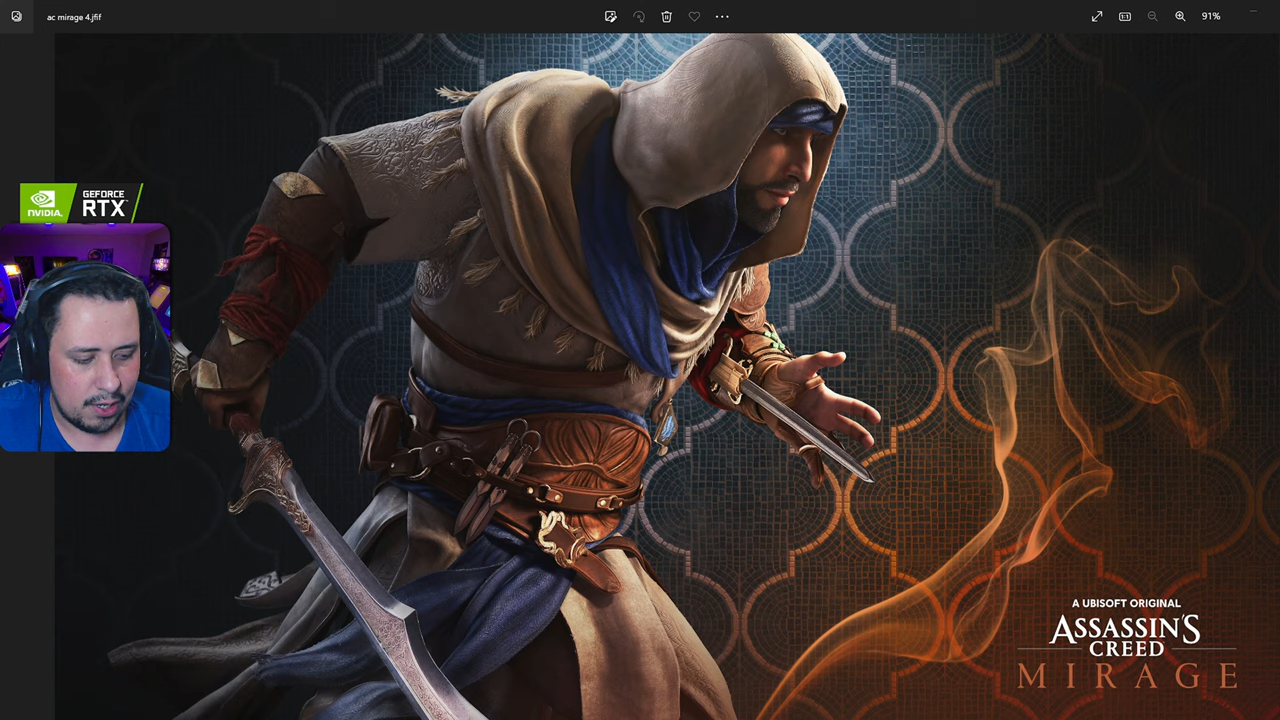 ac mirage 4.jfif
91%
NVIDIA.
GEFORCE
RTX
A UBISOFT ORIGINAL
ASSASSIN'S
CREED
MIRAGE